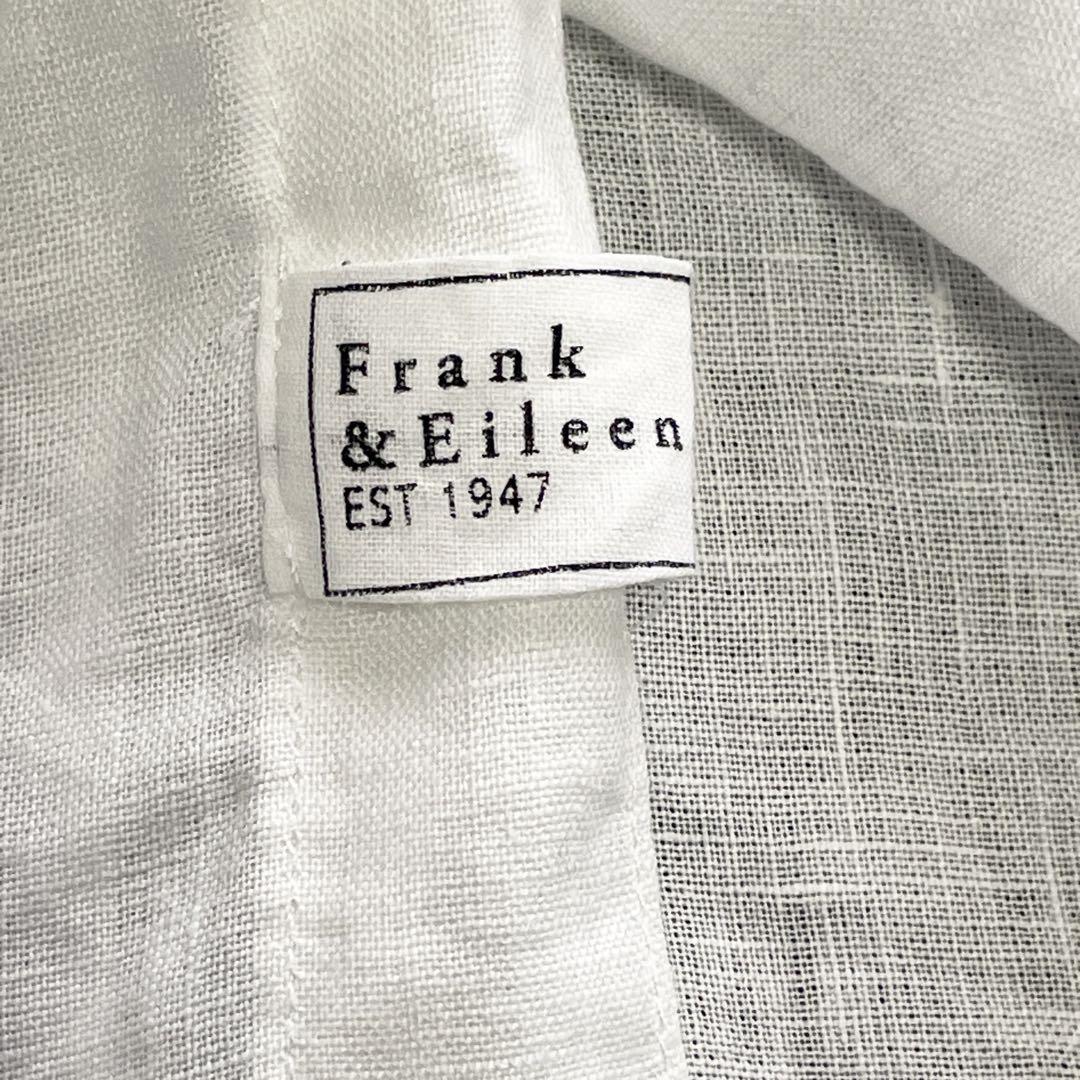 Frank
& Eileen
EST 1947